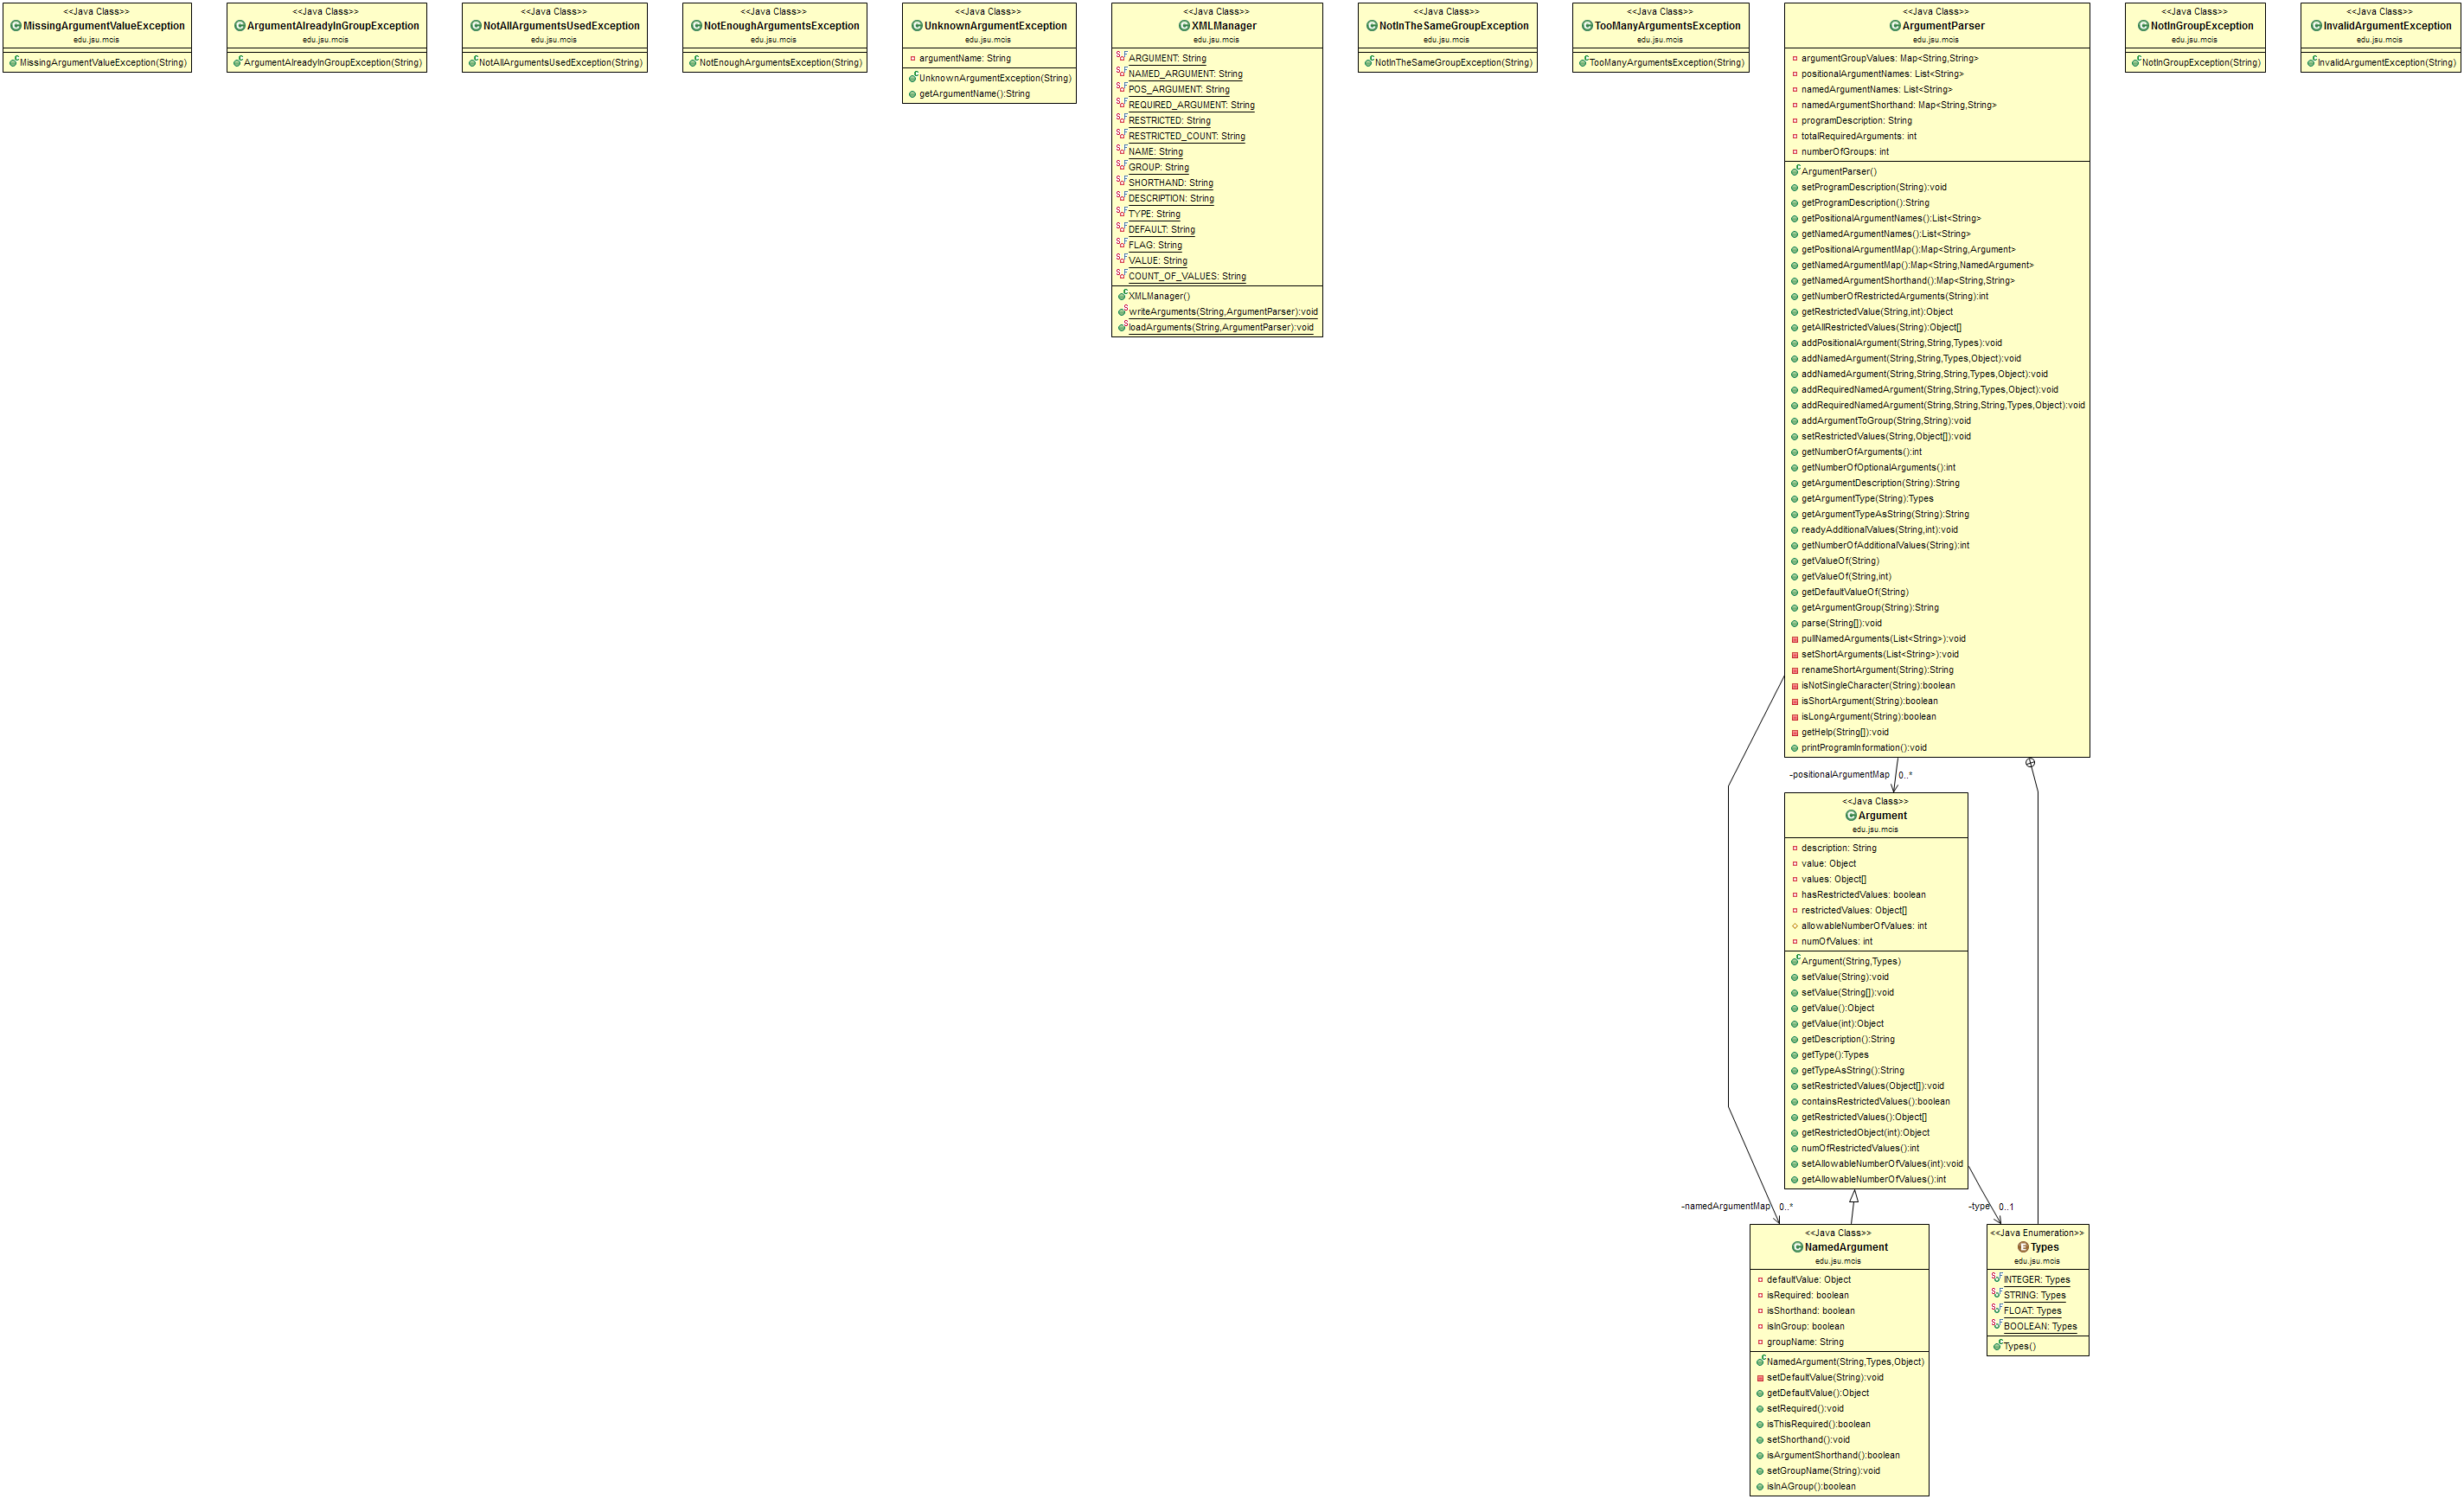 <<Java Class>>
MissingArgumentValueException
edu.jsu.mcis
MissingArgumentValueException(String)
<<Java Class>>
ArgumentAlreadyInGroupException
edu.jsu.mcis
ArgumentAlreadyInGroupException(String)
<<Java Class>>
NotAllArgumentsUsedException
edu.jsu.mcis
NotAllArgumentsUsedException(String)
<<Java Class>>
NotEnoughArgumentsException
edu.jsu.mcis
NotEnoughArgumentsException(String)
<<Java Class>>
UnknownArgumentException
edu.jsu.mcis
argumentName: String
UnknownArgumentException(String)
getArgumentName():String
<<Java Class>>
XMLManager
edu.jsu.mcis
ARGUMENT: String
NAMED_ARGUMENT: String
POS_ARGUMENT: String
REQUIRED_ARGUMENT: String
RESTRICTED: String
RESTRICTED_COUNT: String
NAME: String
GROUP: String
SHORTHAND: String
DESCRIPTION: String
TYPE: String
DEFAULT: String
FLAG: String
VALUE: String
COUNT_OF_VALUES: String
XMLManager()
writeArguments(String,ArgumentParser):void
loadArguments(String,ArgumentParser):void
<<Java Class>>
NotInTheSameGroupException
edu.jsu.mcis
NotInTheSameGroupException(String)
<<Java Class>>
TooManyArgumentsException
edu.jsu.mcis
TooManyArgumentsException(String)
<<Java Class>>
ArgumentParser
edu.jsu.mcis
argumentGroupValues: Map<String,String>
positionalArgumentNames: List<String>
namedArgumentNames: List<String>
namedArgumentShorthand: Map<String,String>
programDescription: String
totalRequiredArguments: int
numberOfGroups: int
ArgumentParser()
setProgramDescription(String):void
getProgramDescription():String
getPositionalArgumentNames():List<String>
getNamedArgumentNames():List<String>
getPositionalArgumentMap():Map<String,Argument>
getNamedArgumentMap():Map<String,NamedArgument>
getNamedArgumentShorthand():Map<String,String>
getNumberOfRestrictedArguments(String):int
getRestrictedValue(String,int):Object
getAllRestrictedValues(String):Object[]
addPositionalArgument(String,String,Types):void
addNamedArgument(String,String,Types,Object):void
addNamedArgument(String,String,String,Types,Object):void
addRequiredNamedArgument(String,String,Types,Object):void
addRequiredNamedArgument(String,String,String,Types,Object):void
addArgumentToGroup(String,String):void
setRestrictedValues(String,Object[]):void
getNumberOfArguments():int
getNumberOfOptionalArguments():int
getArgumentDescription(String):String
getArgumentType(String):Types
getArgumentTypeAsString(String):String
readyAdditionalValues(String,int):void
getNumberOfAdditionalValues(String):int
getValueOf(String)
getValueOf(String,int)
getDefaultValueOf(String)
getArgumentGroup(String):String
parse(String[]):void
pullNamedArguments(List<String>):void
setShortArguments(List<String>):void
renameShortArgument(String):String
isNotSingleCharacter(String):boolean
isShortArgument(String):boolean
isLongArgument(String):boolean
getHelp(String[]):void
printProgramInformation():void
<<Java Class>>
NotInGroupException
edu.jsu.mcis
NotInGroupException(String)
<<Java Class>>
InvalidArgumentException
edu.jsu.mcis
InvalidArgumentException(String)
-positionalArgumentMap 0..*
<<Java Class>>
Argument
edu.jsu.mcis
description: String
value: Object
values: Object[]
hasRestrictedValues: boolean
restrictedValues: Object[]
allowableNumberOfValues: int
numOfValues: int
Argument(String,Types)
setValue(String):void
setValue(String[]):void
getValue():Object
getValue(int):Object
getDescription():String
getType():Types
getTypeAsString():String
setRestrictedValues(Object[]):void
containsRestrictedValues():boolean
getRestrictedValues():Object[]
getRestrictedObject(int):Object
numOfRestrictedValues():int
setAllowableNumberOfValues(int):void
getAllowableNumberOfValues():int
-namedArgumentMap 0..*
-type 0..1
<<Java Class>>
NamedArgument
edu.jsu.mcis
defaultValue: Object
isRequired: boolean
isShorthand: boolean
isInGroup: boolean
groupName: String
NamedArgument(String,Types,Object)
setDefaultValue(String):void
getDefaultValue():Object
setRequired():void
isThisRequired():boolean
setShorthand():void
isArgumentShorthand():boolean
setGroupName(String):void
isInAGroup():boolean
<<Java Enumeration>>
Types
edu.jsu.mcis
INTEGER: Types
STRING: Types
FLOAT: Types
BOOLEAN: Types
Types()